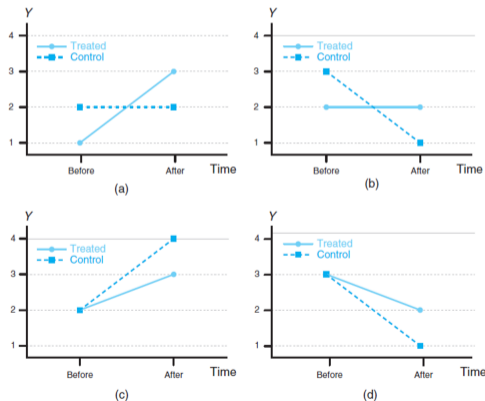 Y
4
Treated
Control
3
2
1
Before
After
Time
(a)
Y
4
Treated
Control
3
2
1
Before
After
Time
(b)
Y
4
Treated
Control
3
2
1
Before
After
Time
(c)
Y
4
Treated
Control
3
2
1
Before
After
Time
(d)